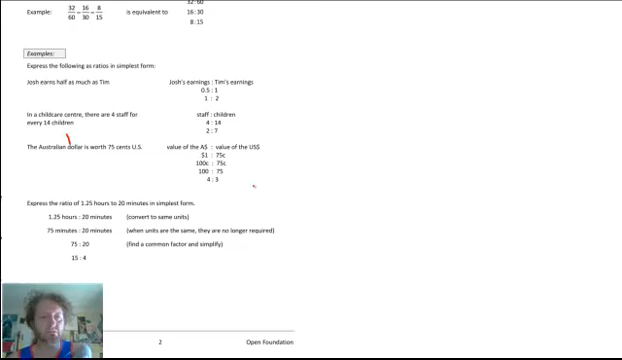 32:60
Example: 32/60 = 16/30 = 8/15 is equivalent to 16:30
8:15
Examples:
Express the following as ratios in simplest form:
Josh earns half as much as Tim Josh's earnings : Tim's earnings
0.5 : 1
1 : 2
In a childcare centre, there are 4 staff for staff : children
every 14 children 4 : 14
2 : 7
The Australian dollar is worth 75 cents U.S. value of the A$ : value of the US$
$1 : 75c
100c : 75c
100 : 75
4 : 3
Express the ratio of 1.25 hours to 20 minutes in simplest form.
1.25 hours : 20 minutes (convert to same units)
75 minutes : 20 minutes (when units are the same, they are no longer required)
75 : 20 (find a common factor and simplify)
15 : 4
2 Open Foundation